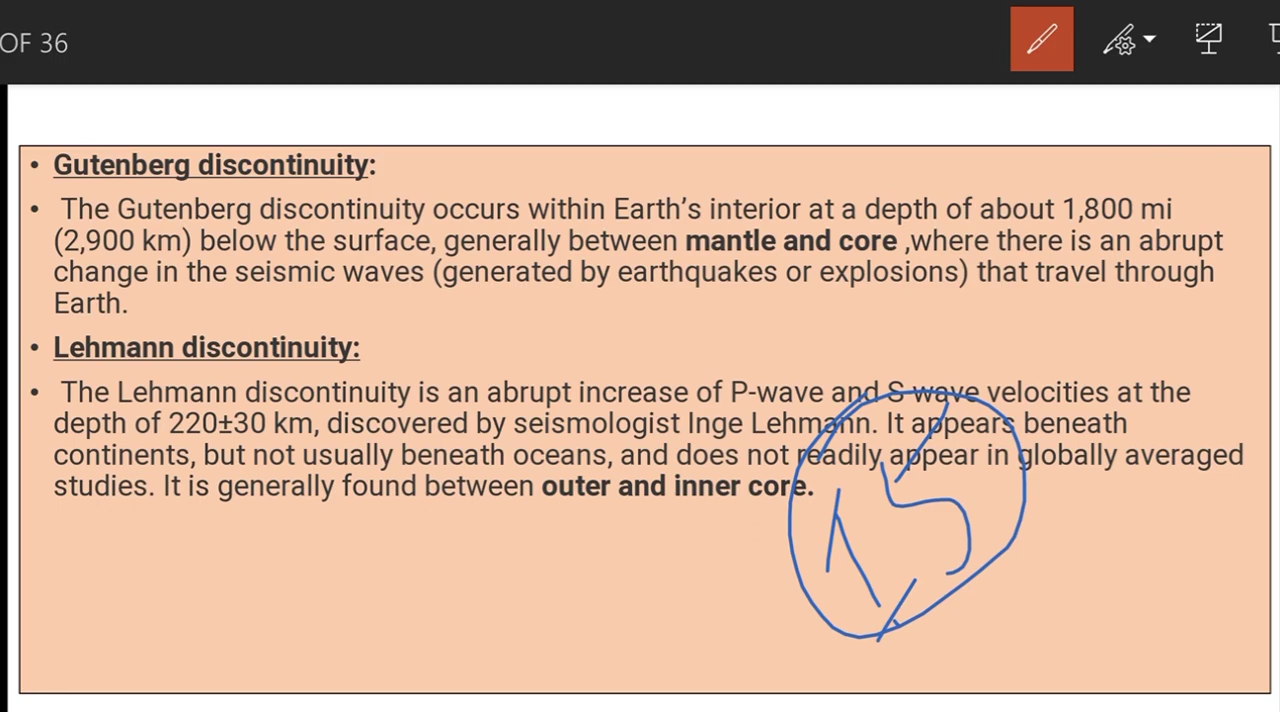 OF 36
• Gutenberg discontinuity:
• The Gutenberg discontinuity occurs within Earth's interior at a depth of about 1,800 mi
(2,900 km) below the surface, generally between mantle and core ,where there is an abrupt
change in the seismic waves (generated by earthquakes or explosions) that travel through
Earth.
• Lehmann discontinuity:
• The Lehmann discontinuity is an abrupt increase of P-wave and S-wave velocities at the
depth of 220±30 km, discovered by seismologist Inge Lehmann. It appears beneath
continents, but not usually beneath oceans, and does not readily appear in globally averaged
studies. It is generally found between outer and inner core.